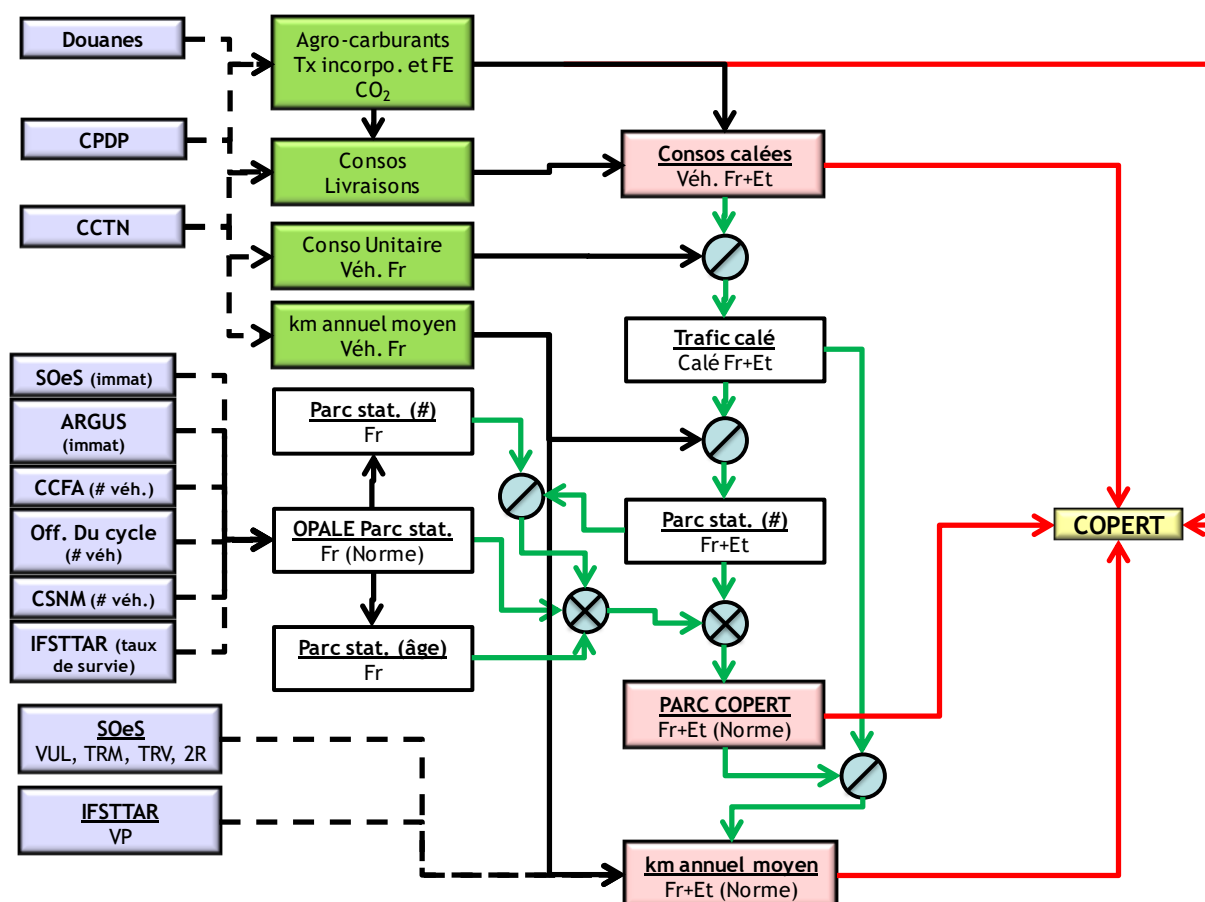 Douanes
CPDP
CCTN
Agro-carburants
Tx incorpo. et FE
CO₂
Consos
Livraisons
Conso Unitaire
Véh. Fr
km annuel moyen
Véh. Fr
Consos calées
Véh. Fr+Et
Trafic calé
Calé Fr+Et
SOeS (immat)
ARGUS
(immat)
CCFA (# véh.)
Off. Du cycle
(# véh)
CSNM (# véh.)
IFSTTAR (taux
de survie)
Parc stat. (#)
Fr
OPALE Parc stat.
Fr (Norme)
Parc stat. (âge)
Fr
Parc stat. (#)
Fr+Et
COPERT
PARC COPERT
Fr+Et (Norme)
SOeS
VUL, TRM, TRV, 2R
IFSTTAR
VP
km annuel moyen
Fr+Et (Norme)